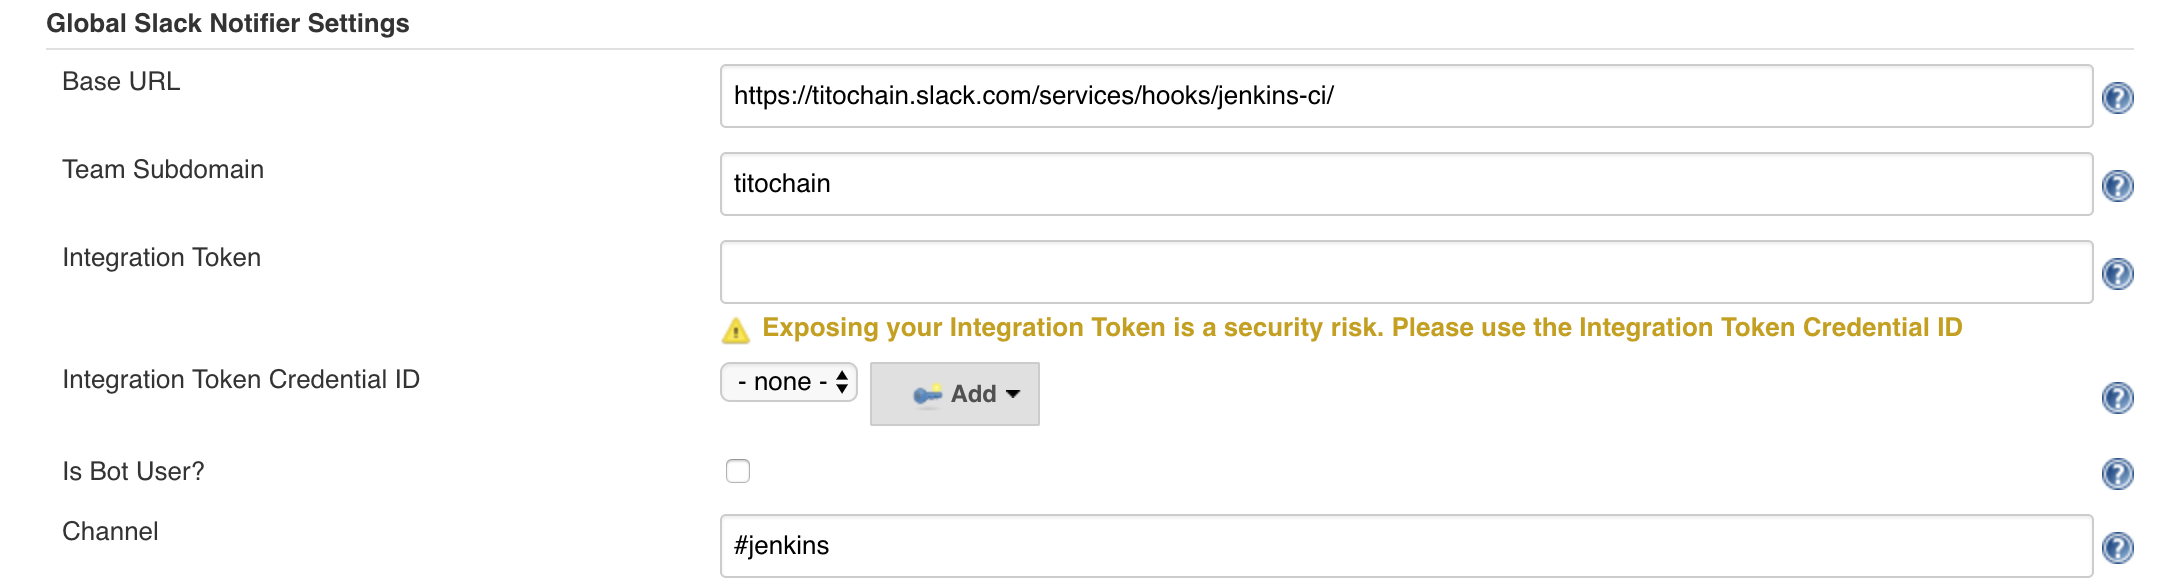 Global Slack Notifier Settings
Base URL
https://titochain.slack.com/services/hooks/jenkins-ci/
Team Subdomain
titochain
Integration Token
Exposing your Integration Token is a security risk. Please use the Integration Token Credential ID
Integration Token Credential ID
- none -
Add
Is Bot User?
Channel
#jenkins